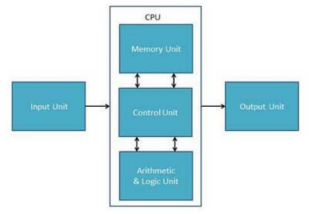 CPU
Memory Unit
Input Unit
Control Unit
Output Unit
Arithmetic
& Logic Unit